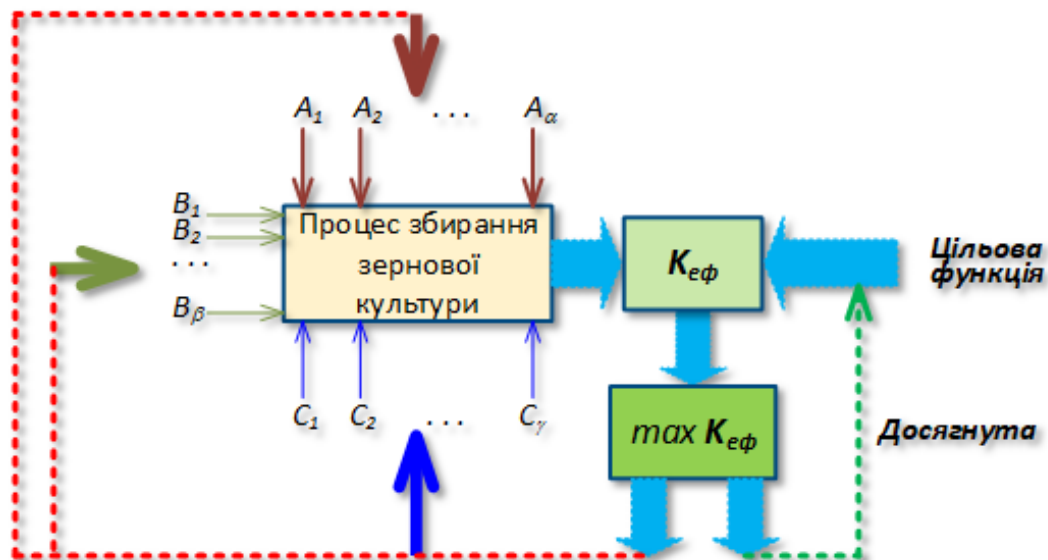 A₁ A₂ . . . Aα
B₁
B₂
. . .
Bβ
Процес збирання
зернової
культури
Kеф
Цільова
функція
C₁ C₂ . . . Cγ
max Kеф
Досягнута